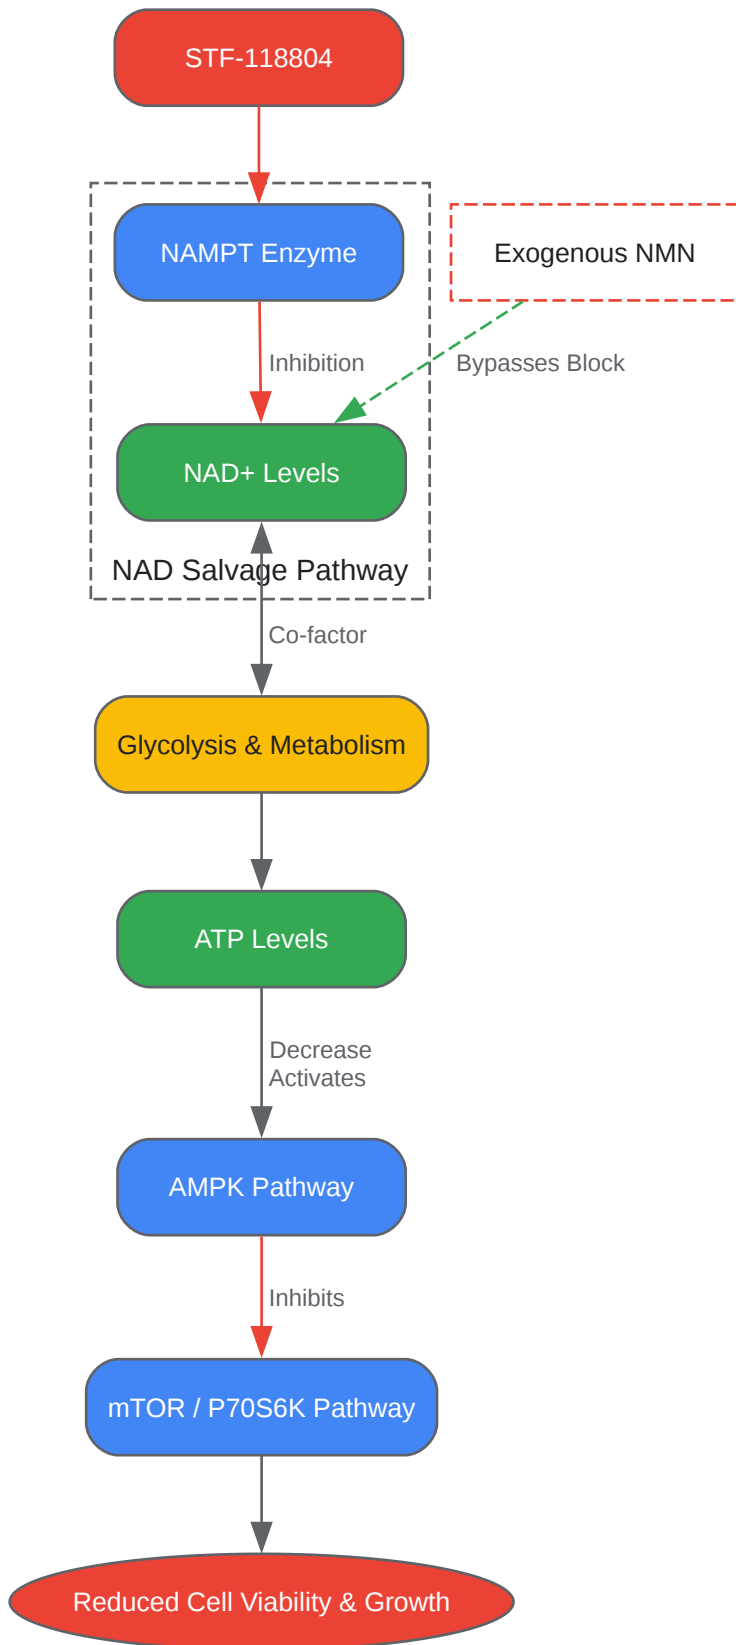 STF-118804
NAMPT Enzyme
Exogenous NMN
Inhibition
Bypasses Block
NAD+ Levels
NAD Salvage Pathway
Co-factor
Glycolysis & Metabolism
ATP Levels
Decrease
Activates
AMPK Pathway
Inhibits
mTOR / P70S6K Pathway
Reduced Cell Viability & Growth